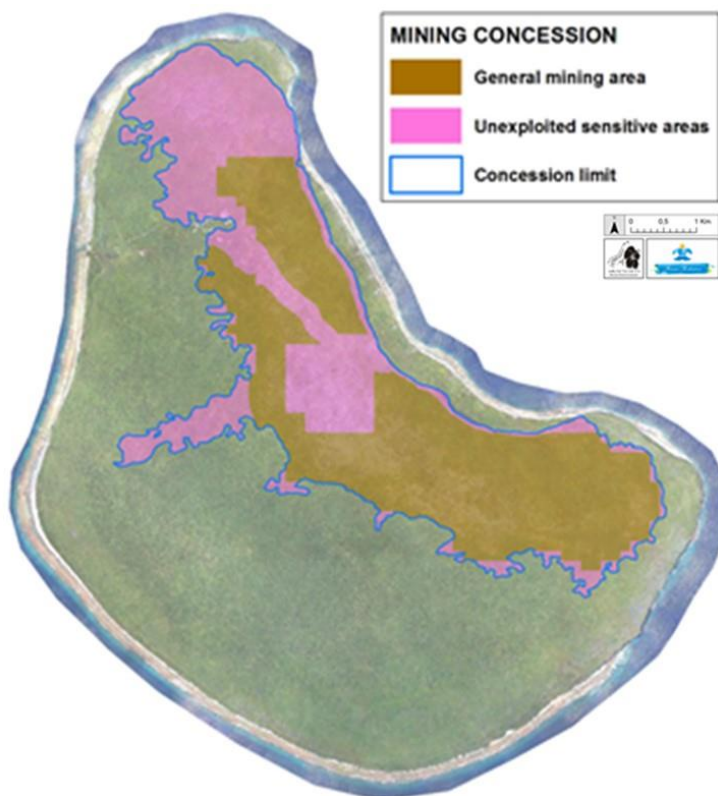 MINING CONCESSION
General mining area
Unexploited sensitive areas
Concession limit
0 0.5 1 Km